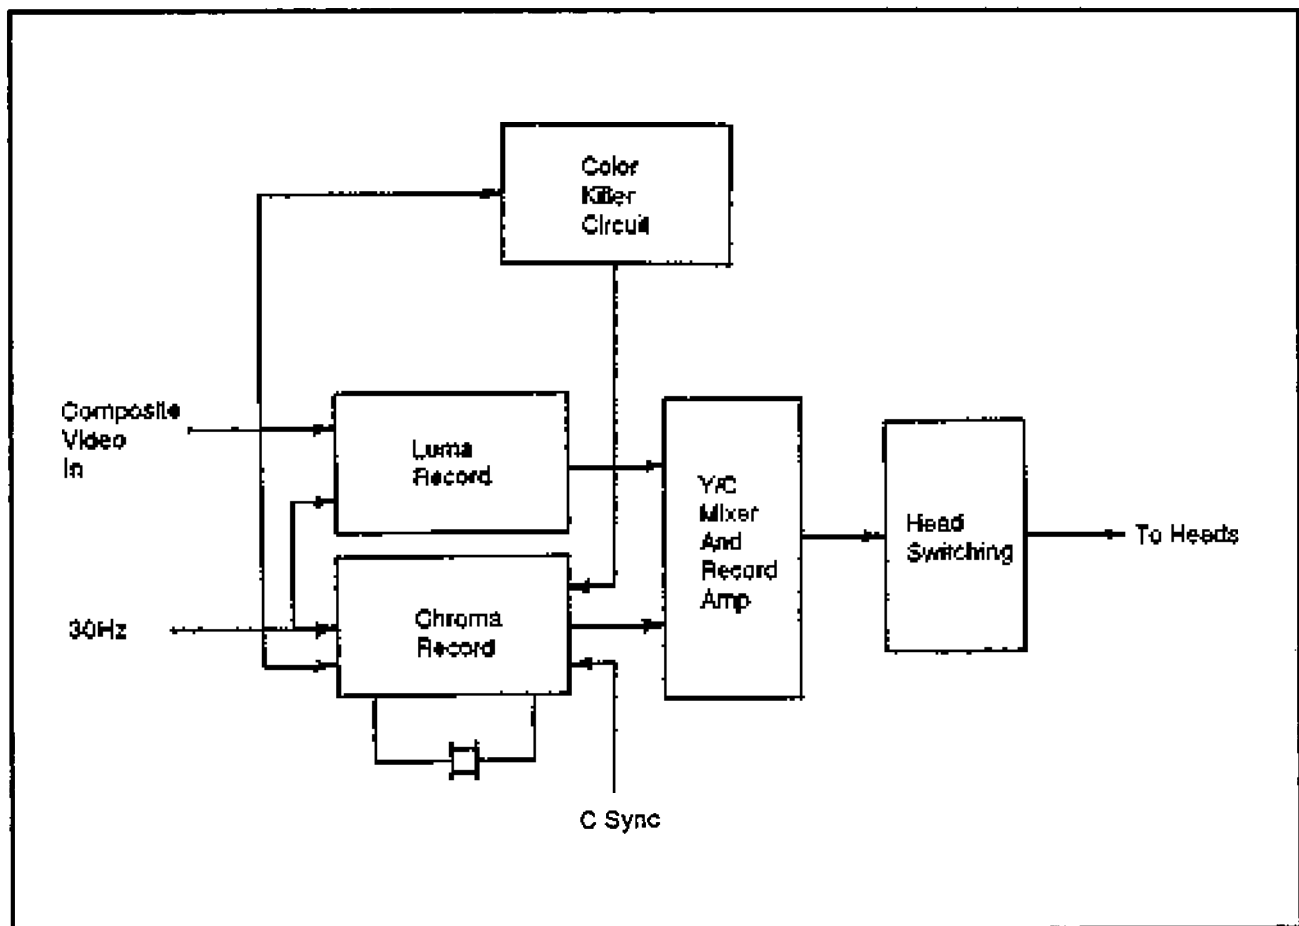 Color
Killer
Circuit
Composite
Video
In
Luma
Record
Y/C
Mixer
And
Record
Amp
Head
Switching
To Heads
30Hz
Chroma
Record
C Sync